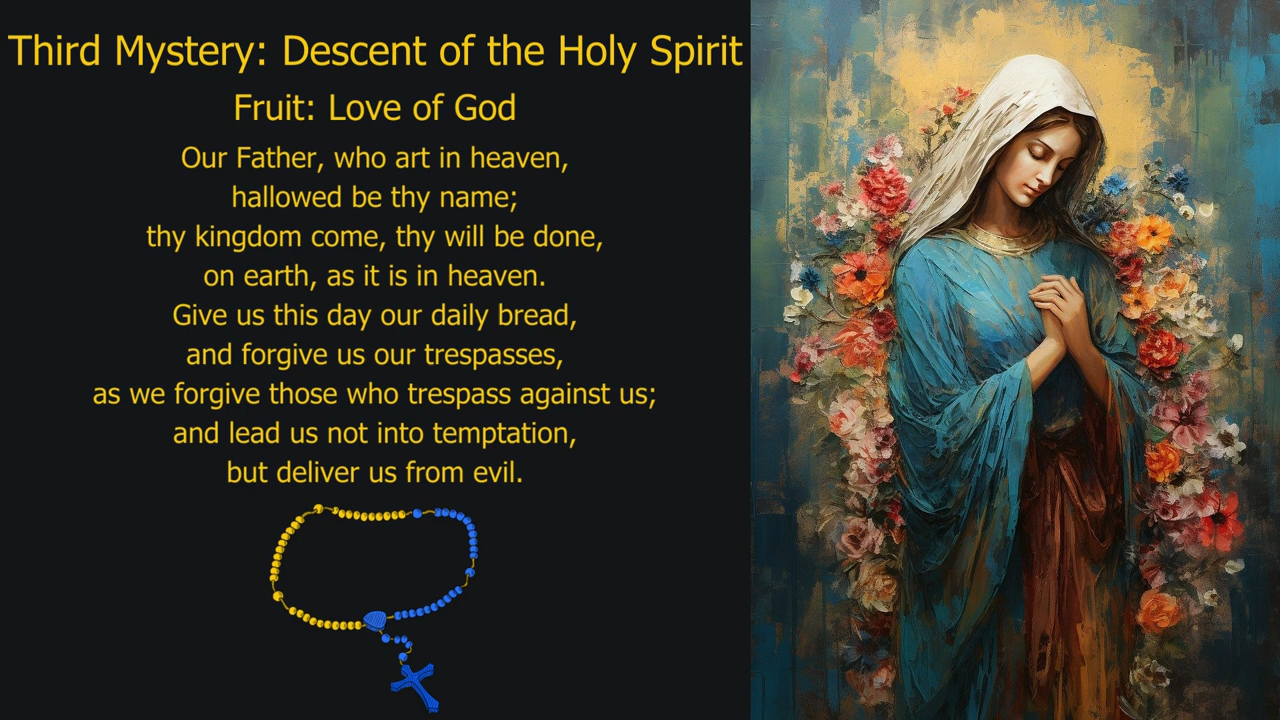 Third Mystery: Descent of the Holy Spirit
Fruit: Love of God
Our Father, who art in heaven,
hallowed be thy name;
thy kingdom come, thy will be done,
on earth, as it is in heaven.
Give us this day our daily bread,
and forgive us our trespasses,
as we forgive those who trespass against us;
and lead us not into temptation,
but deliver us from evil.